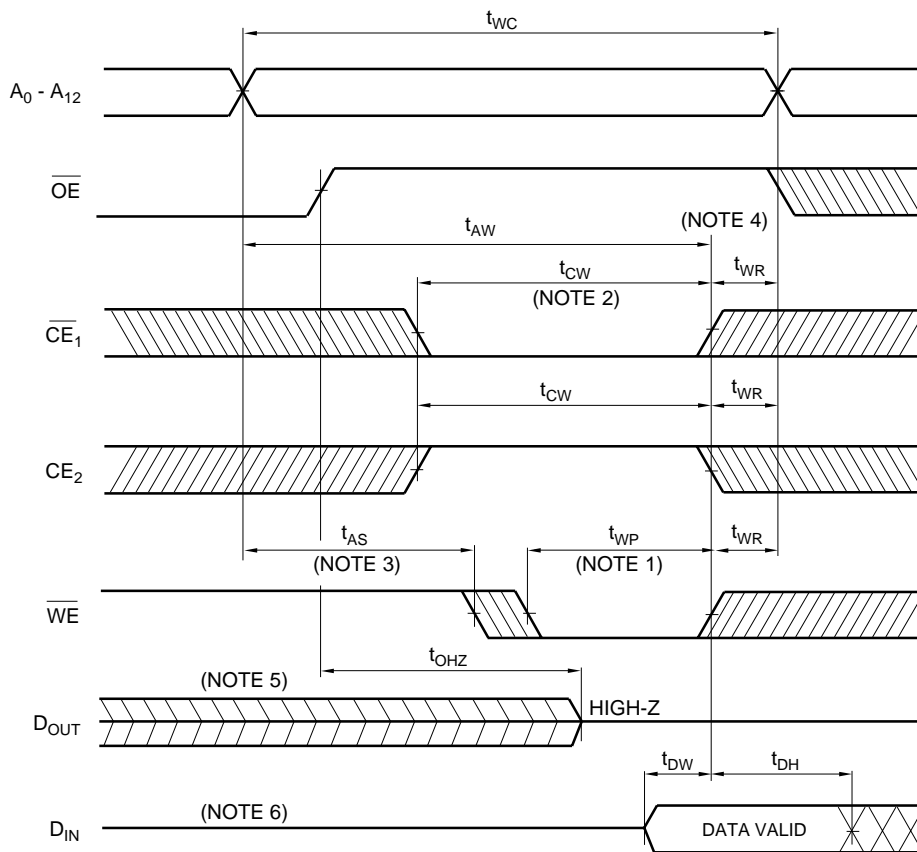 tWC
A0 - A12
OE
(NOTE 4)
tAW
tCW
tWR
(NOTE 2)
CE1
tCW
tWR
CE2
tAS
tWP
tWR
(NOTE 3)
(NOTE 1)
WE
tOHZ
(NOTE 5)
HIGH-Z
DOUT
tDW
tDH
(NOTE 6)
DIN
DATA VALID